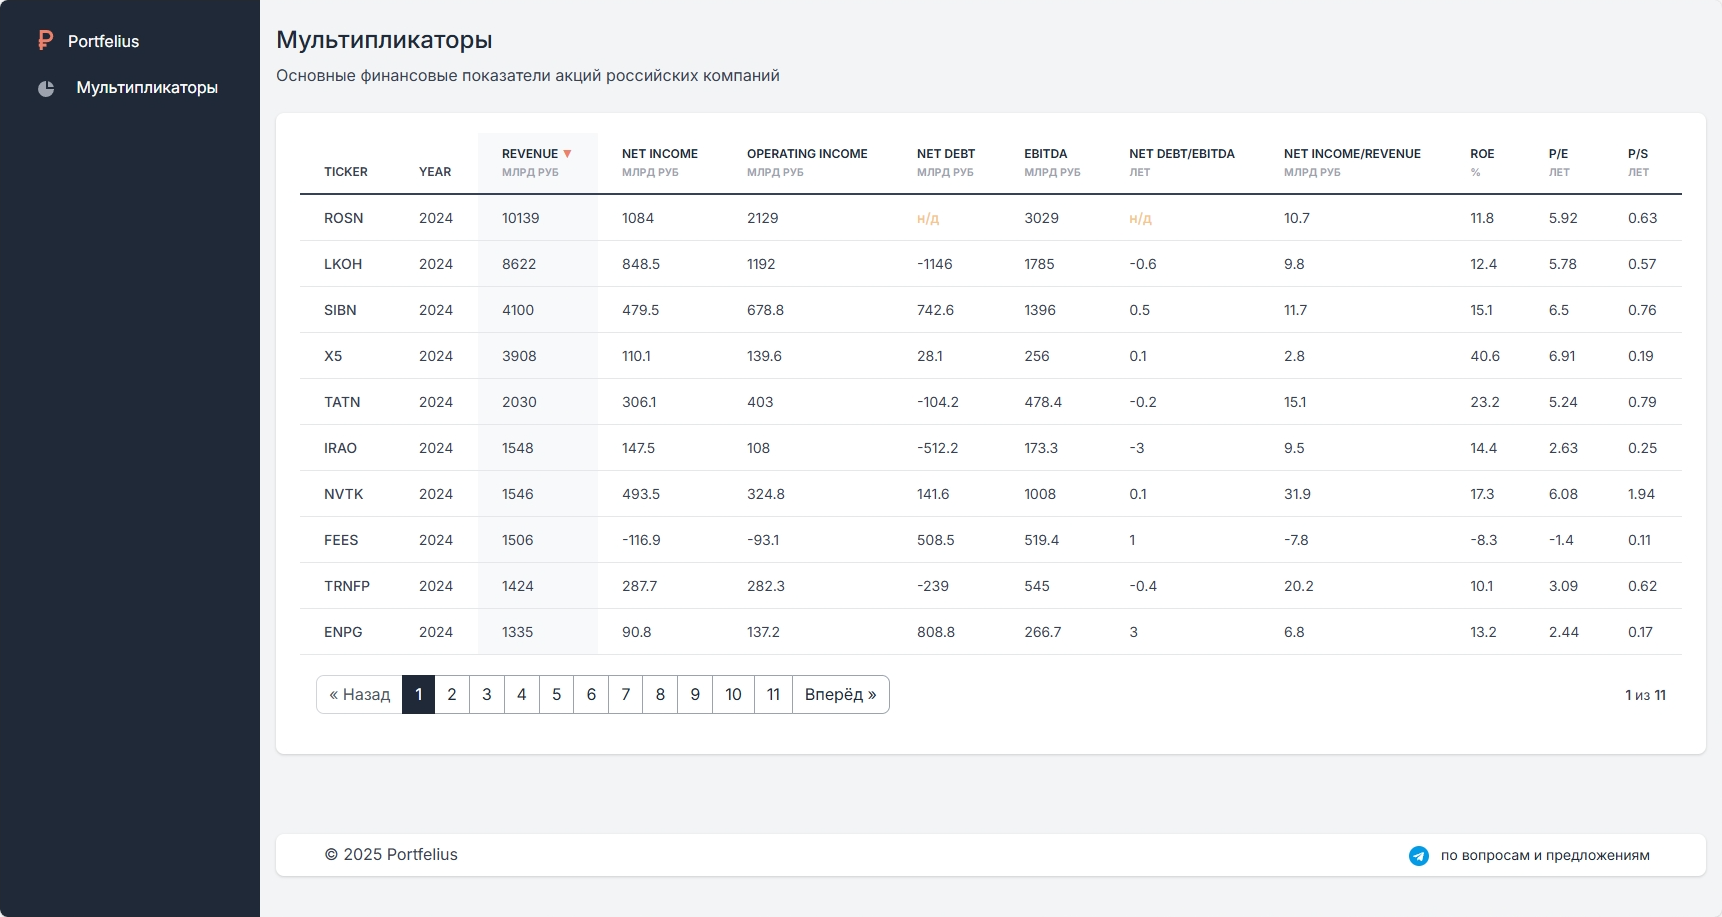 Portfelius
Мультипликаторы
Мультипликаторы
Основные финансовые показатели акций российских компаний
TICKER YEAR REVENUE ▼ МЛРД РУБ NET INCOME МЛРД РУБ OPERATING INCOME МЛРД РУБ NET DEBT МЛРД РУБ EBITDA МЛРД РУБ NET DEBT/EBITDA ЛЕТ NET INCOME/REVENUE МЛРД РУБ ROE % P/E ЛЕТ P/S ЛЕТ
ROSN 2024 10139 1084 2129 н/д 3029 н/д 10.7 11.8 5.92 0.63
LKOH 2024 8622 848.5 1192 -1146 1785 -0.6 9.8 12.4 5.78 0.57
SIBN 2024 4100 479.5 678.8 742.6 1396 0.5 11.7 15.1 6.5 0.76
X5 2024 3908 110.1 139.6 28.1 256 0.1 2.8 40.6 6.91 0.19
TATN 2024 2030 306.1 403 -104.2 478.4 -0.2 15.1 23.2 5.24 0.79
IRAO 2024 1548 147.5 108 -512.2 173.3 -3 9.5 14.4 2.63 0.25
NVTK 2024 1546 493.5 324.8 141.6 1008 0.1 31.9 17.3 6.08 1.94
FEES 2024 1506 -116.9 -93.1 508.5 519.4 1 -7.8 -8.3 -1.4 0.11
TRNFP 2024 1424 287.7 282.3 -239 545 -0.4 20.2 10.1 3.09 0.62
ENPG 2024 1335 90.8 137.2 808.8 266.7 3 6.8 13.2 2.44 0.17
« Назад 1 2 3 4 5 6 7 8 9 10 11 Вперёд » 1 из 11
© 2025 Portfelius по вопросам и предложениям